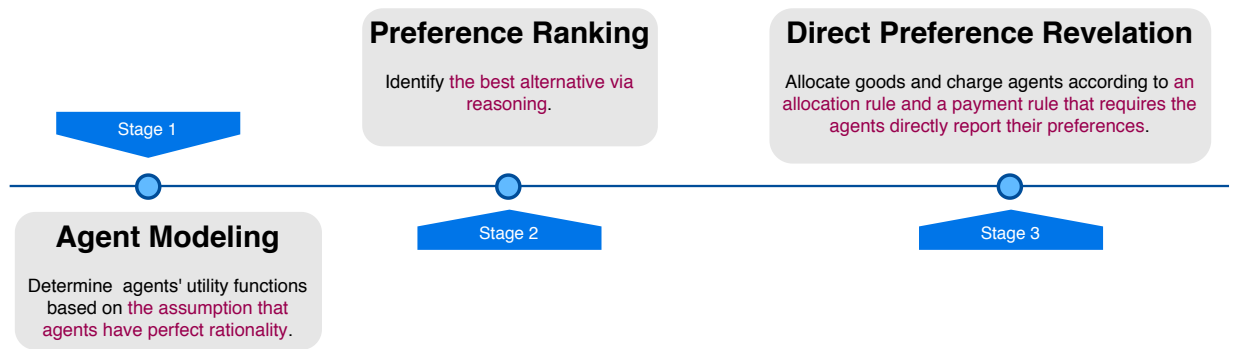 Stage 1
Agent Modeling
Determine  agents' utility functions
based on the assumption that
agents have perfect rationality.
Preference Ranking
Identify the best alternative via
reasoning.
Stage 2
Direct Preference Revelation
Allocate goods and charge agents according to an
allocation rule and a payment rule that requires the
agents directly report their preferences.
Stage 3